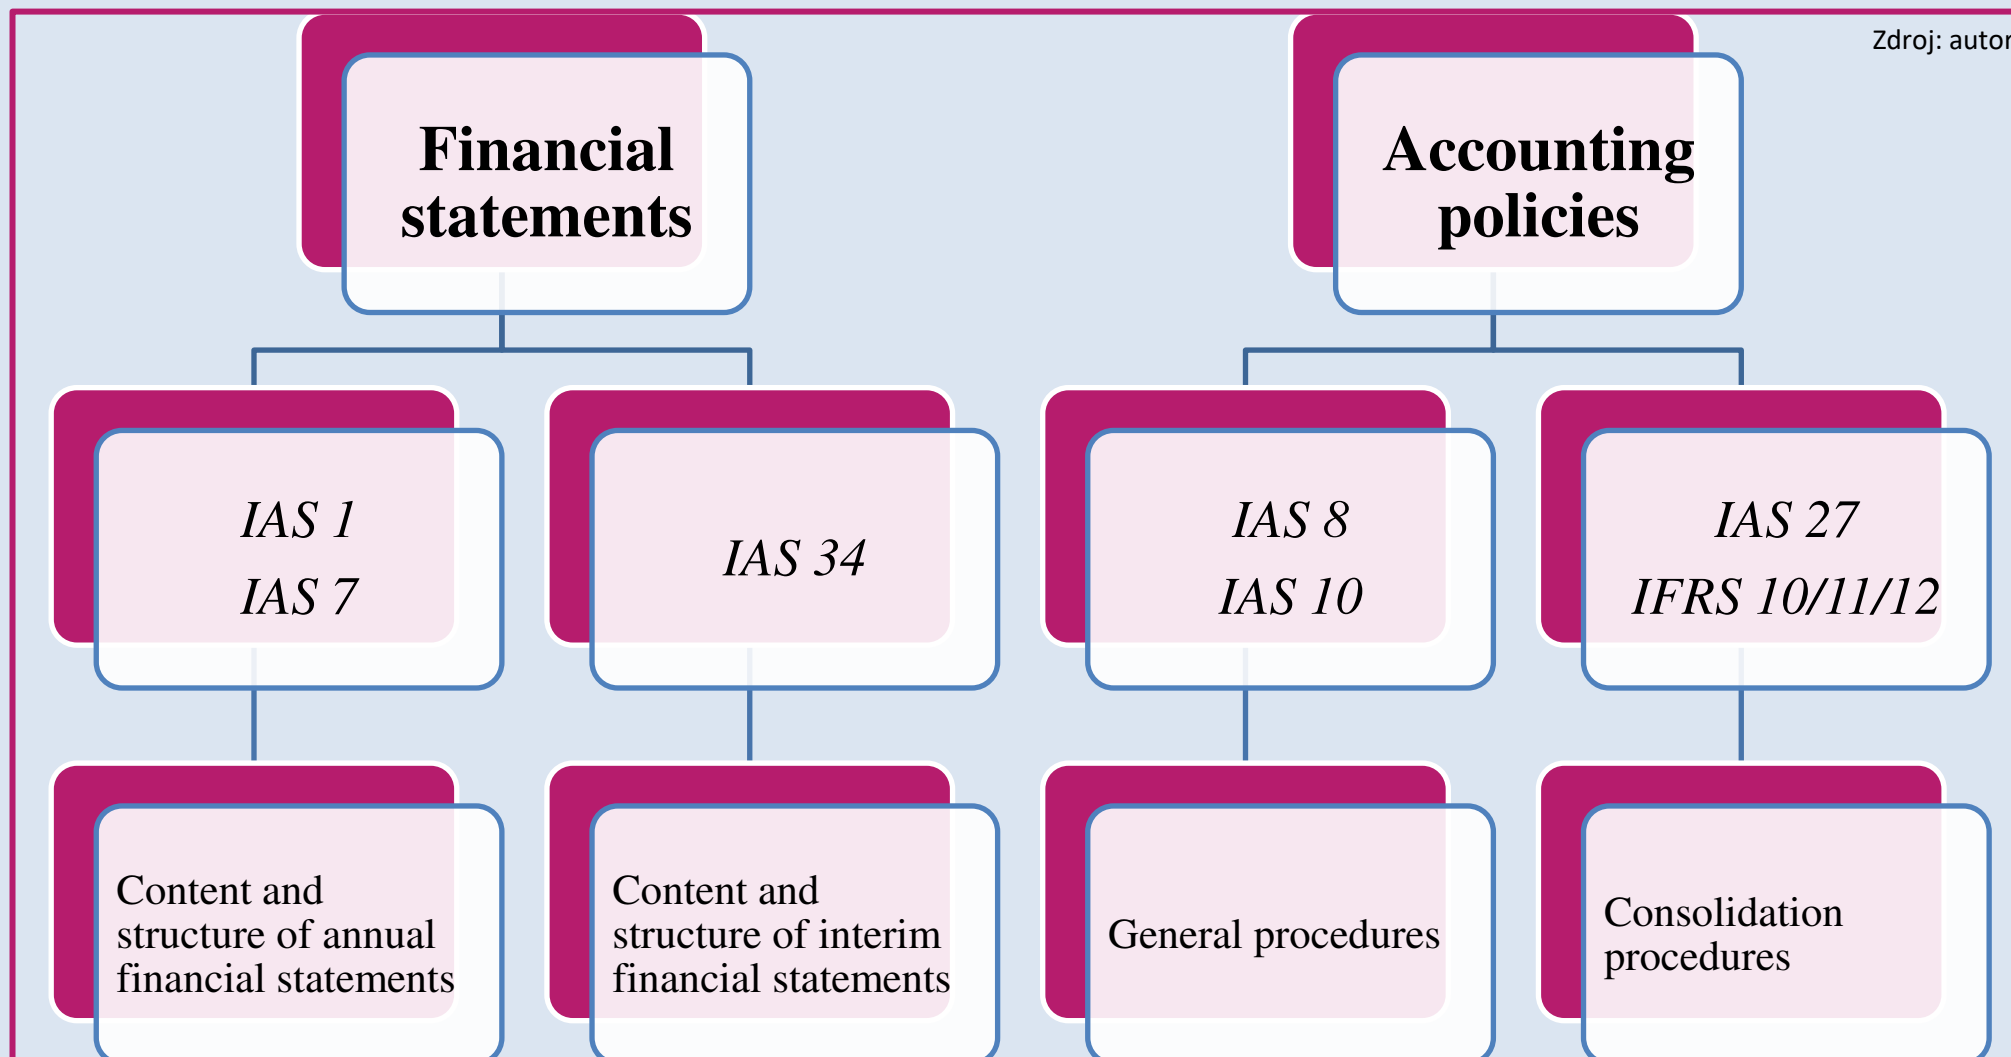 Zdroj: autor
Financial
statements
Accounting
policies
IAS 1
IAS 7
IAS 34
IAS 8
IAS 10
IAS 27
IFRS 10/11/12
Content and
structure of annual
financial statements
Content and
structure of interim
financial statements
General procedures
Consolidation
procedures